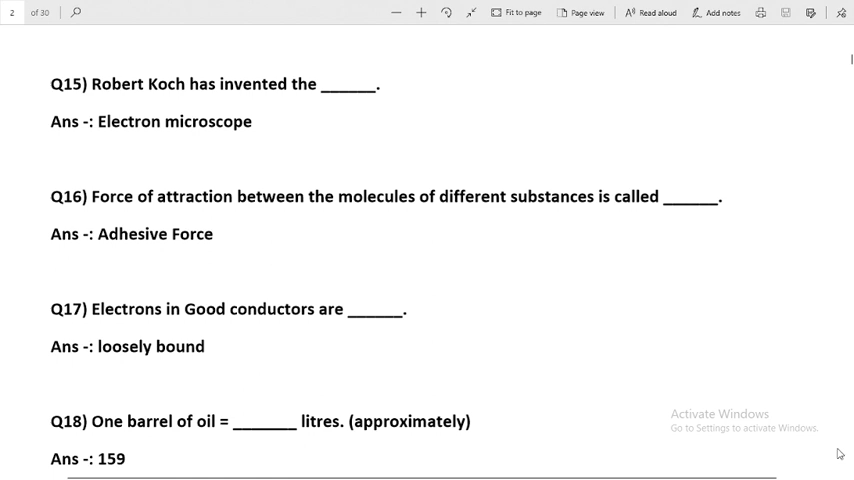 2 of 30 Fit to page Page view Read aloud Add notes
Q15) Robert Koch has invented the ______.
Ans -: Electron microscope
Q16) Force of attraction between the molecules of different substances is called ______.
Ans -: Adhesive Force
Q17) Electrons in Good conductors are ______.
Ans -: loosely bound
Q18) One barrel of oil = _______ litres. (approximately)
Ans -: 159
Activate Windows
Go to Settings to activate Windows.